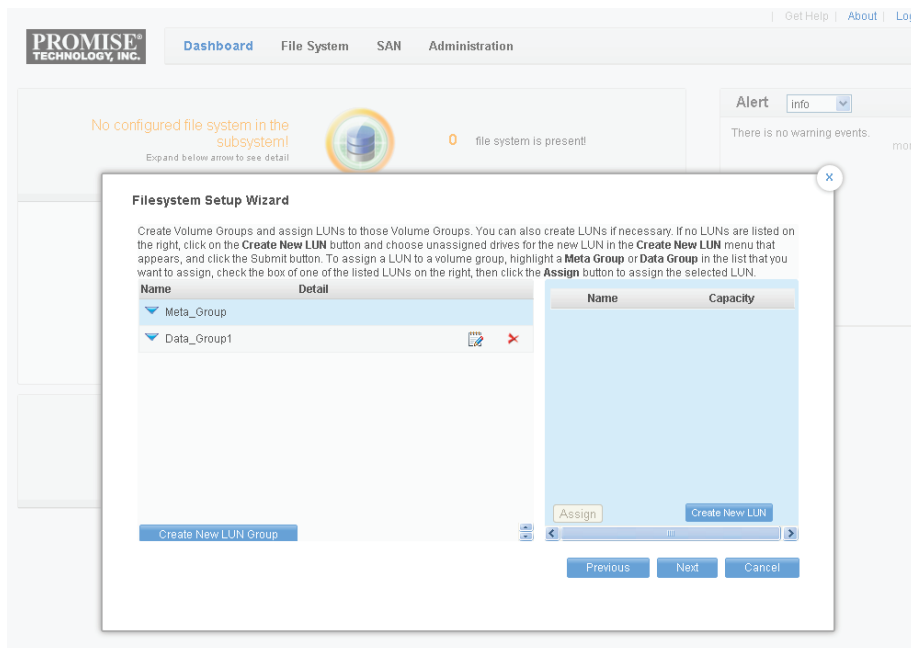 | Get Help | About |
PROMISE®
TECHNOLOGY, INC.
Dashboard File System SAN Administration
No configured file system in the
subsystem!
Expand below arrow to see detail
0 file system is present!
Alert info
There is no warning events.
x
Filesystem Setup Wizard
Create Volume Groups and assign LUNs to those Volume Groups. You can also create LUNs if necessary. If no LUNs are listed on
the right, click on the Create New LUN button and choose unassigned drives for the new LUN in the Create New LUN menu that
appears, and click the Submit button. To assign a LUN to a volume group, highlight a Meta Group or Data Group in the list that you
want to assign, check the box of one of the listed LUNs on the right, then click the Assign button to assign the selected LUN.
Name Detail
Meta_Group
Data_Group1
Create New LUN Group
Name Capacity
Assign Create New LUN
Previous Next Cancel